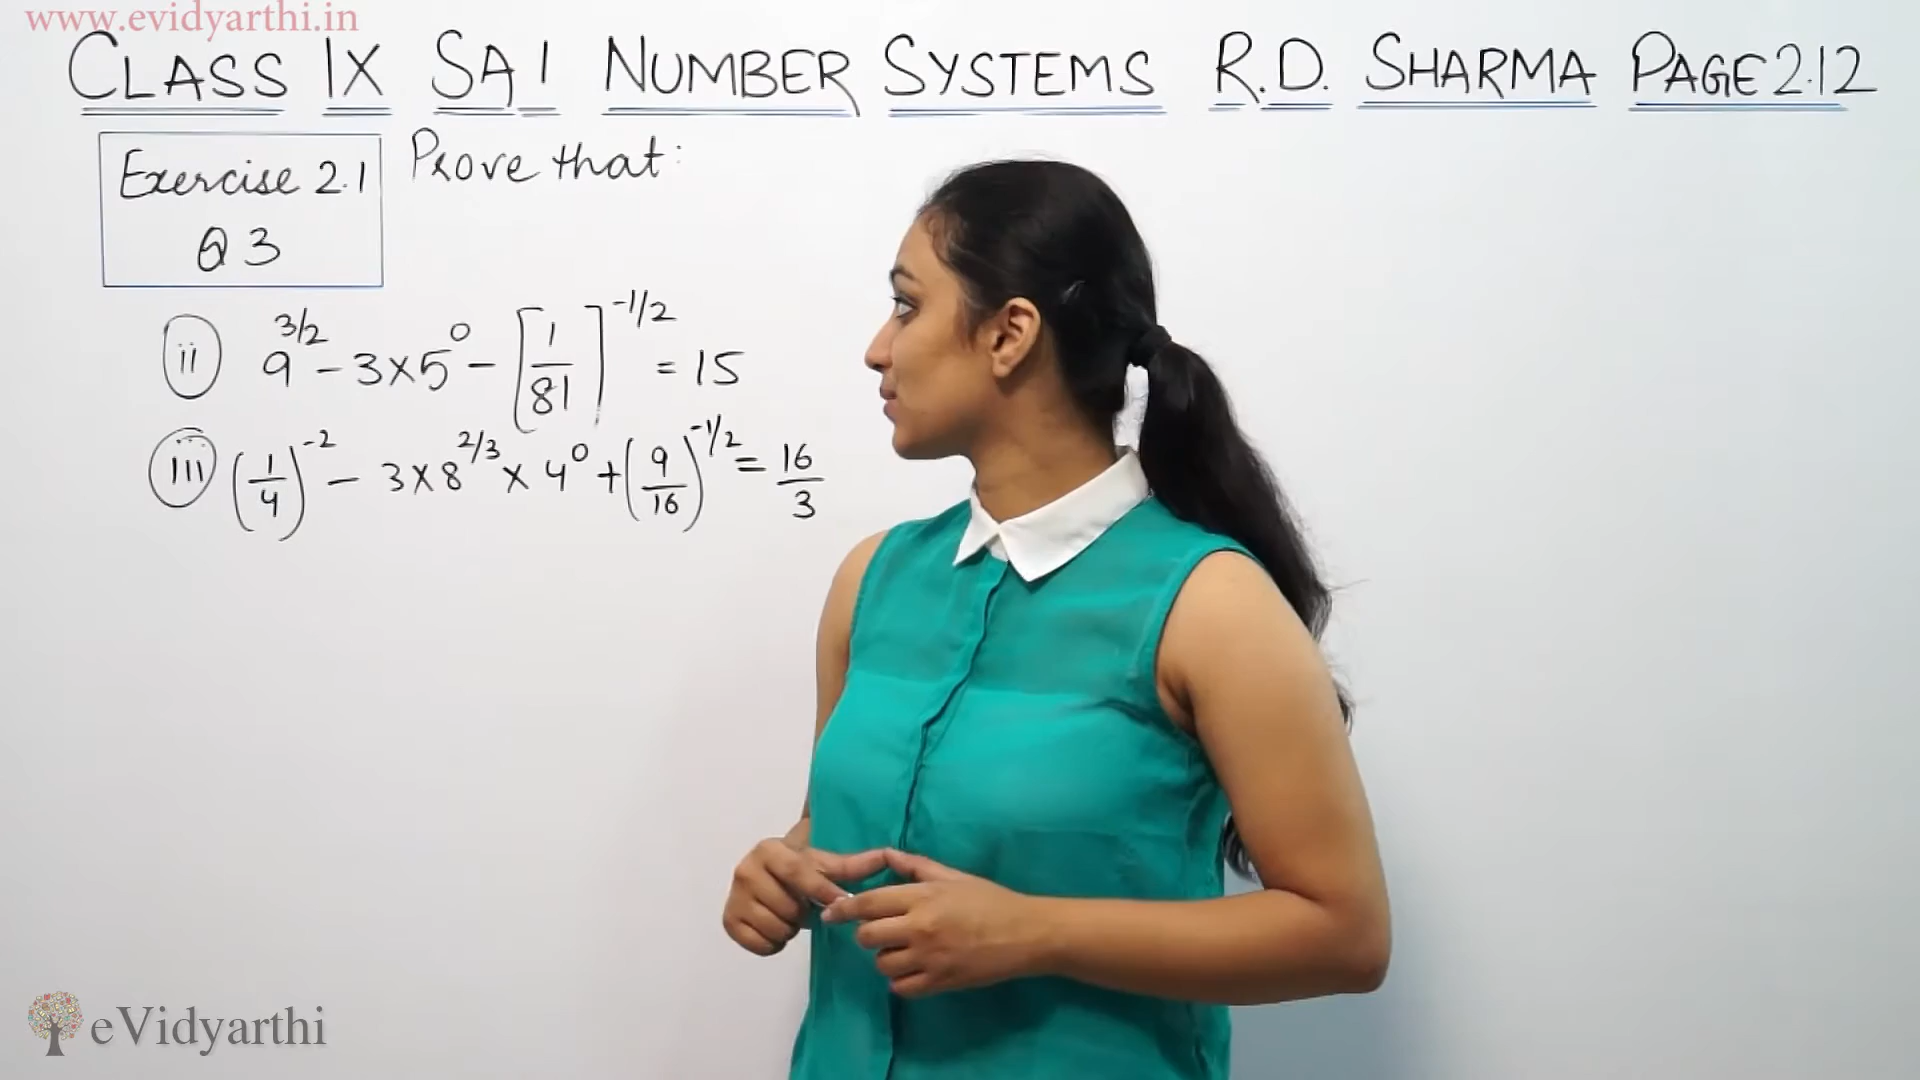 www.evidyarthi.in
CLASS IX SA 1 NUMBER SYSTEMS R.D. SHARMA PAGE 2.12
Exercise 2.1
Q 3
Prove that:
ii 9^{3/2} - 3 × 5^0 - [1/81]^{-1/2} = 15
iii (1/4)^{-2} - 3 × 8^{2/3} × 4^0 + (9/16)^{-1/2} = 16/3
eVidyarthi